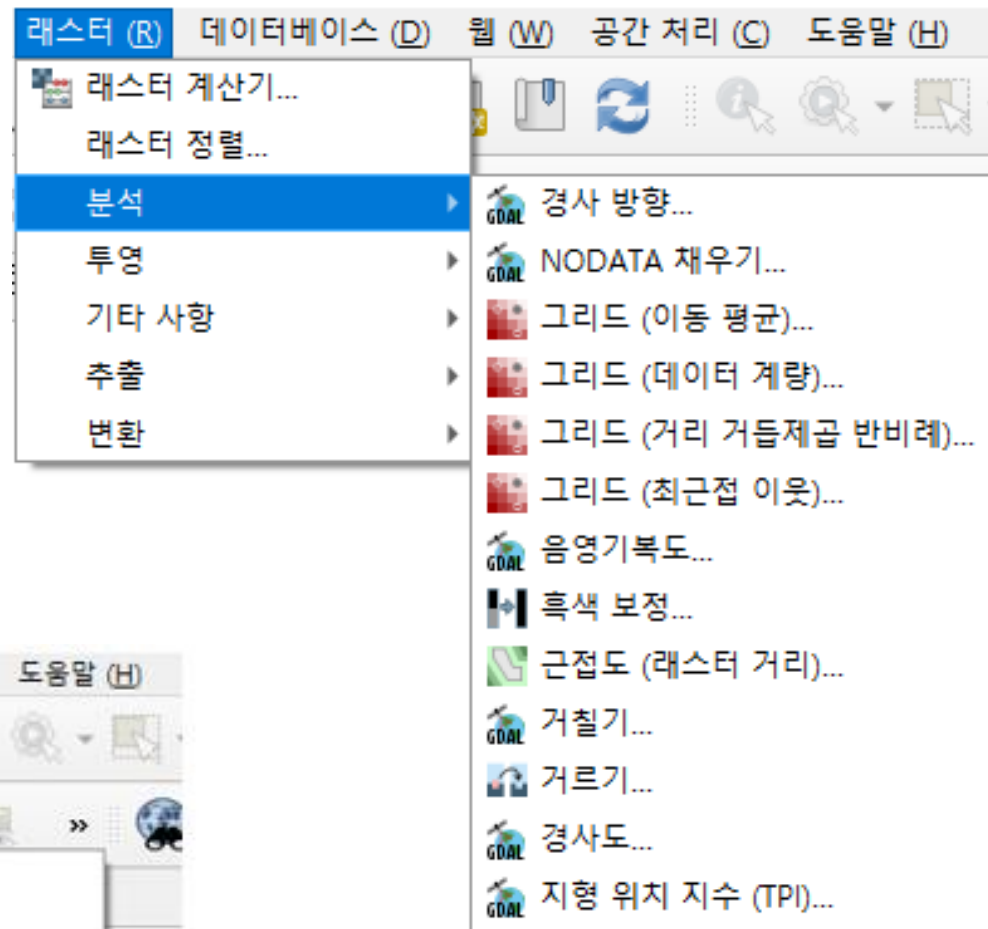 래스터 (R) 데이터베이스 (D) 웹 (W) 공간 처리 (C) 도움말 (H)
래스터 계산기...
래스터 정렬...
분석
투영
기타 사항
추출
변환
GDAL 경사 방향...
GDAL NODATA 채우기...
그리드 (이동 평균)...
그리드 (데이터 계량)...
그리드 (거리 거듭제곱 반비례)...
그리드 (최근접 이웃)...
GDAL 음영기복도...
흑색 보정...
근접도 (래스터 거리)...
GDAL 거칠기...
거르기...
GDAL 경사도...
GDAL 지형 위치 지수 (TPI)...
도움말 (H)
»